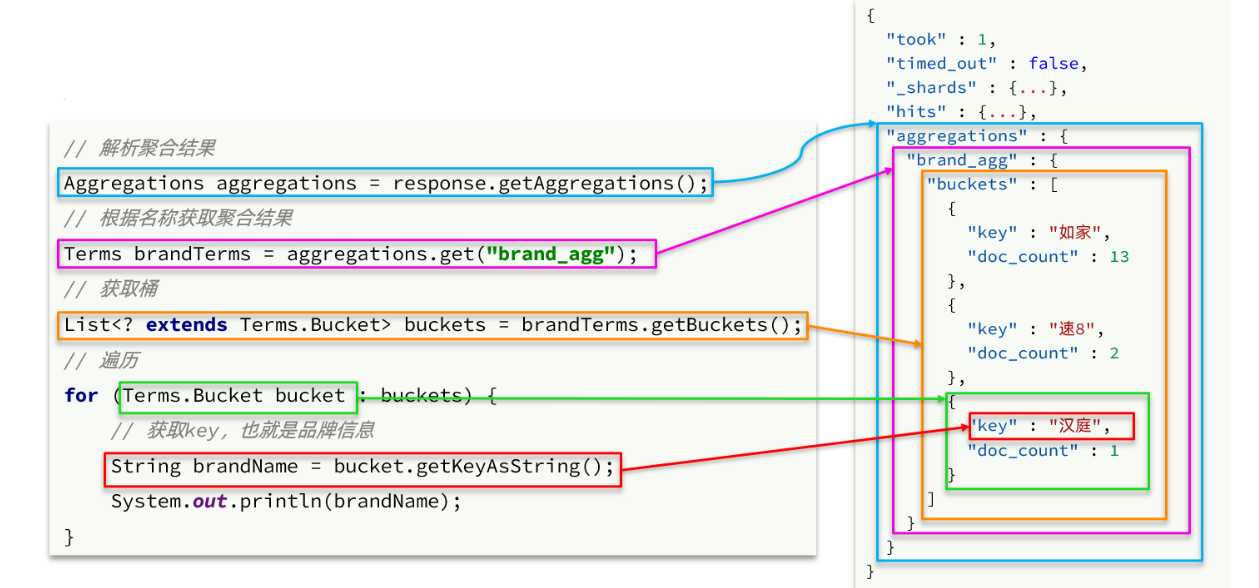 // 解析聚合结果
Aggregations aggregations = response.getAggregations();
// 根据名称获取聚合结果
Terms brandTerms = aggregations.get("brand_agg");
// 获取桶
List<? extends Terms.Bucket> buckets = brandTerms.getBuckets();
// 遍历
for (Terms.Bucket bucket : buckets) {
    // 获取key, 也就是品牌信息
    String brandName = bucket.getKeyAsString();
    System.out.println(brandName);
}
{
  "took" : 1,
  "timed_out" : false,
  "_shards" : {...},
  "hits" : {...},
  "aggregations" : {
    "brand_agg" : {
      "buckets" : [
        {
          "key" : "如家",
          "doc_count" : 13
        },
        {
          "key" : "速8",
          "doc_count" : 2
        },
        {
          "key" : "汉庭",
          "doc_count" : 1
        }
      ]
    }
  }
}